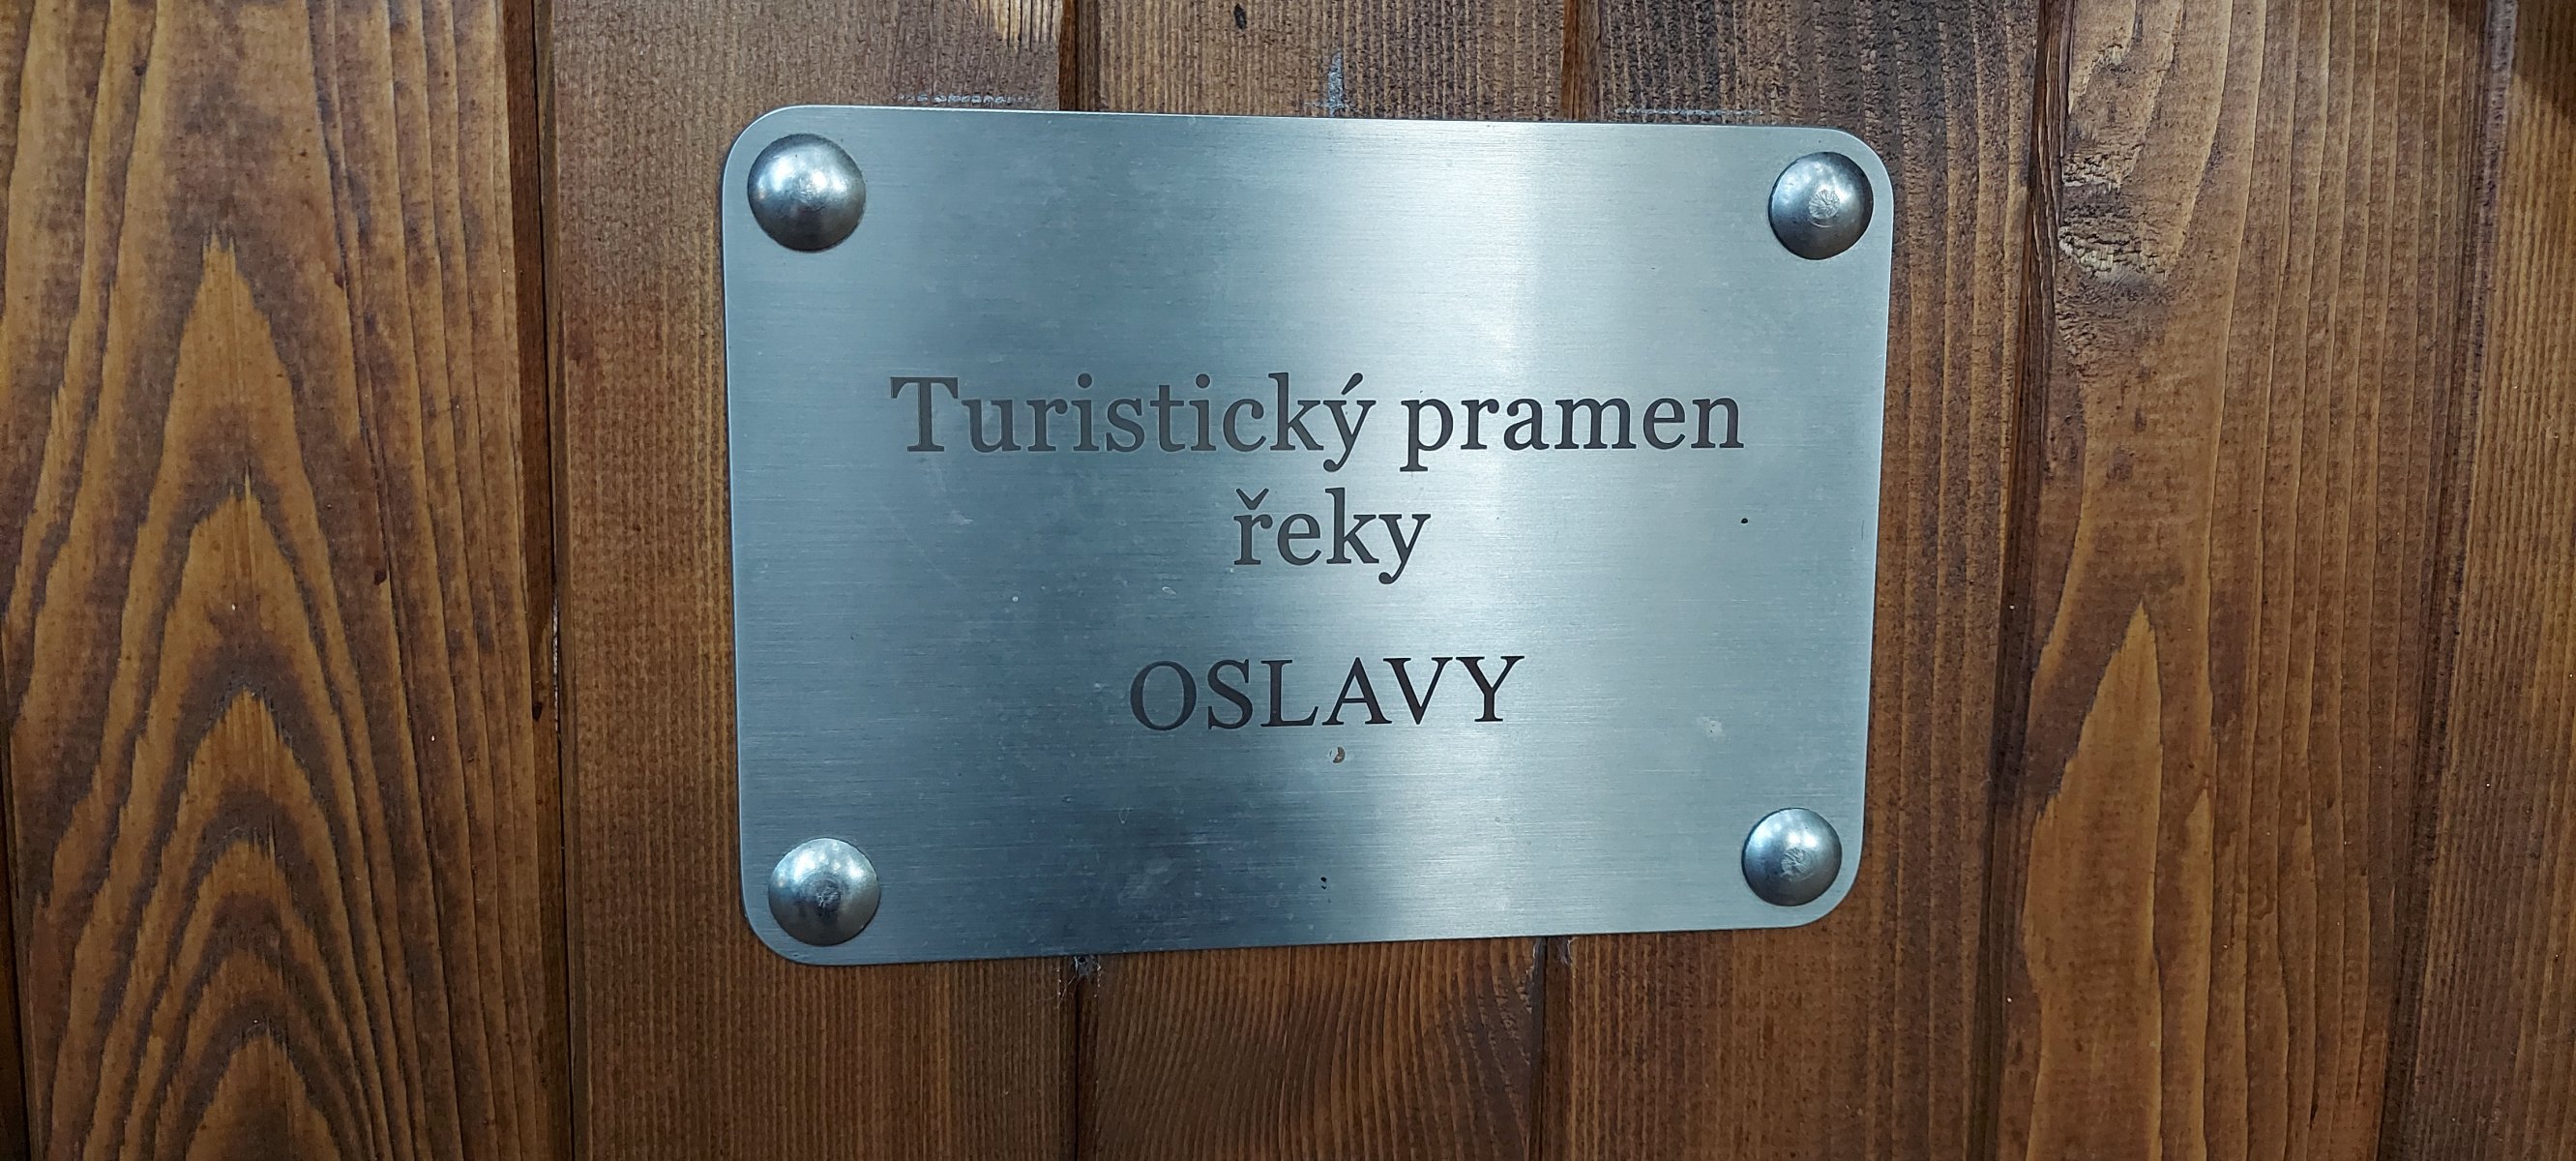 Turistický pramen
řeky
OSLAVY